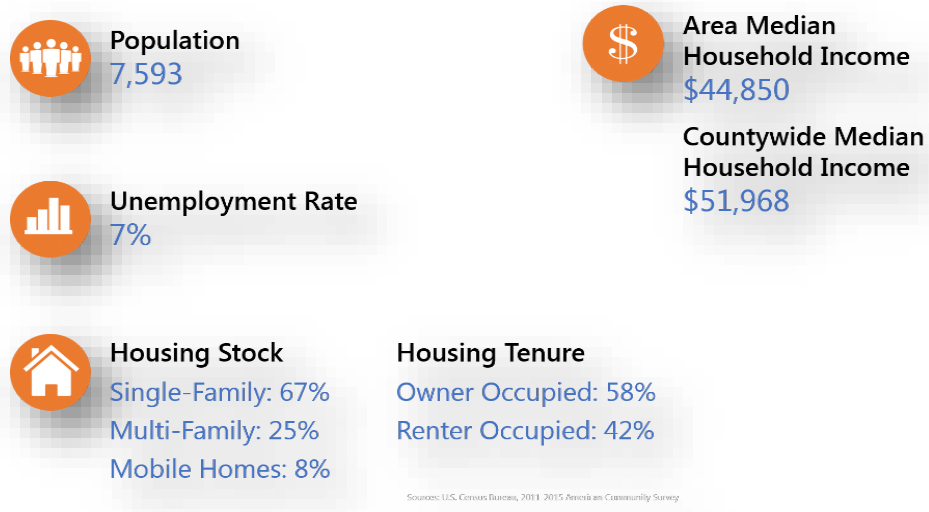 Population
7,593
Area Median
Household Income
$44,850
Countywide Median
Household Income
$51,968
Unemployment Rate
7%
Housing Stock
Single-Family: 67%
Multi-Family: 25%
Mobile Homes: 8%
Housing Tenure
Owner Occupied: 58%
Renter Occupied: 42%
Sources: U.S. Census Bureau, 2011-2015 American Community Survey